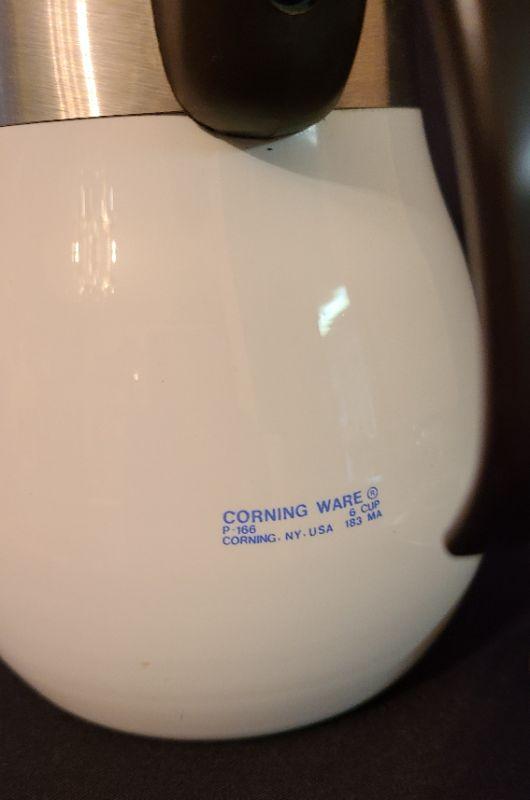 CORNING WARE ®
P-166 6 CUP
CORNING, NY. USA 183 MA